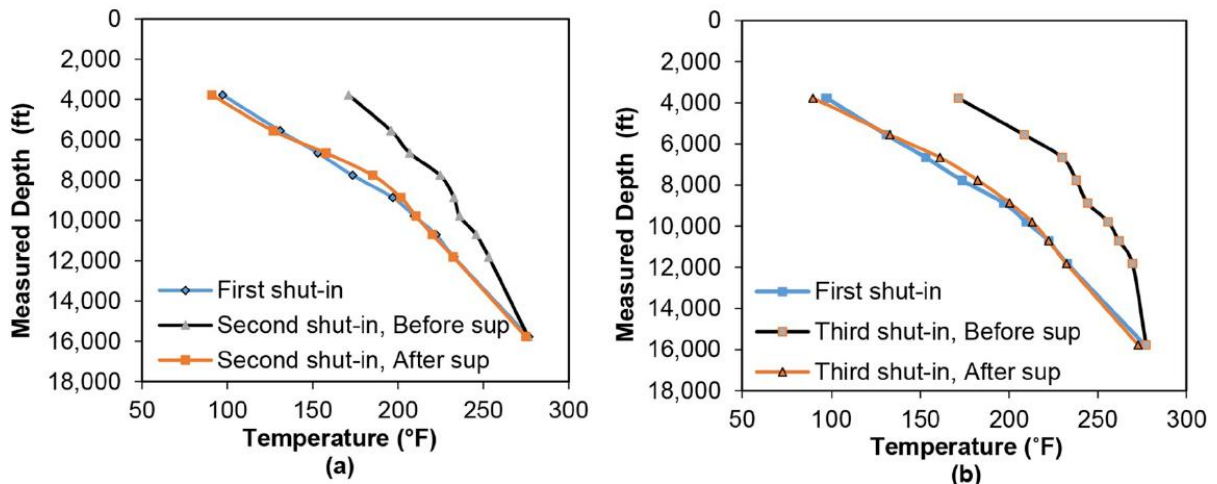 0
2,000
4,000
6,000
8,000
10,000
12,000
14,000
16,000
18,000
Measured Depth (ft)
First shut-in
Second shut-in, Before sup
Second shut-in, After sup
50 100 150 200 250 300
Temperature (°F)
(a)
0
2,000
4,000
6,000
8,000
10,000
12,000
14,000
16,000
18,000
Measured Depth (ft)
First shut-in
Third shut-in, Before sup
Third shut-in, After sup
50 100 150 200 250 300
Temperature (°F)
(b)